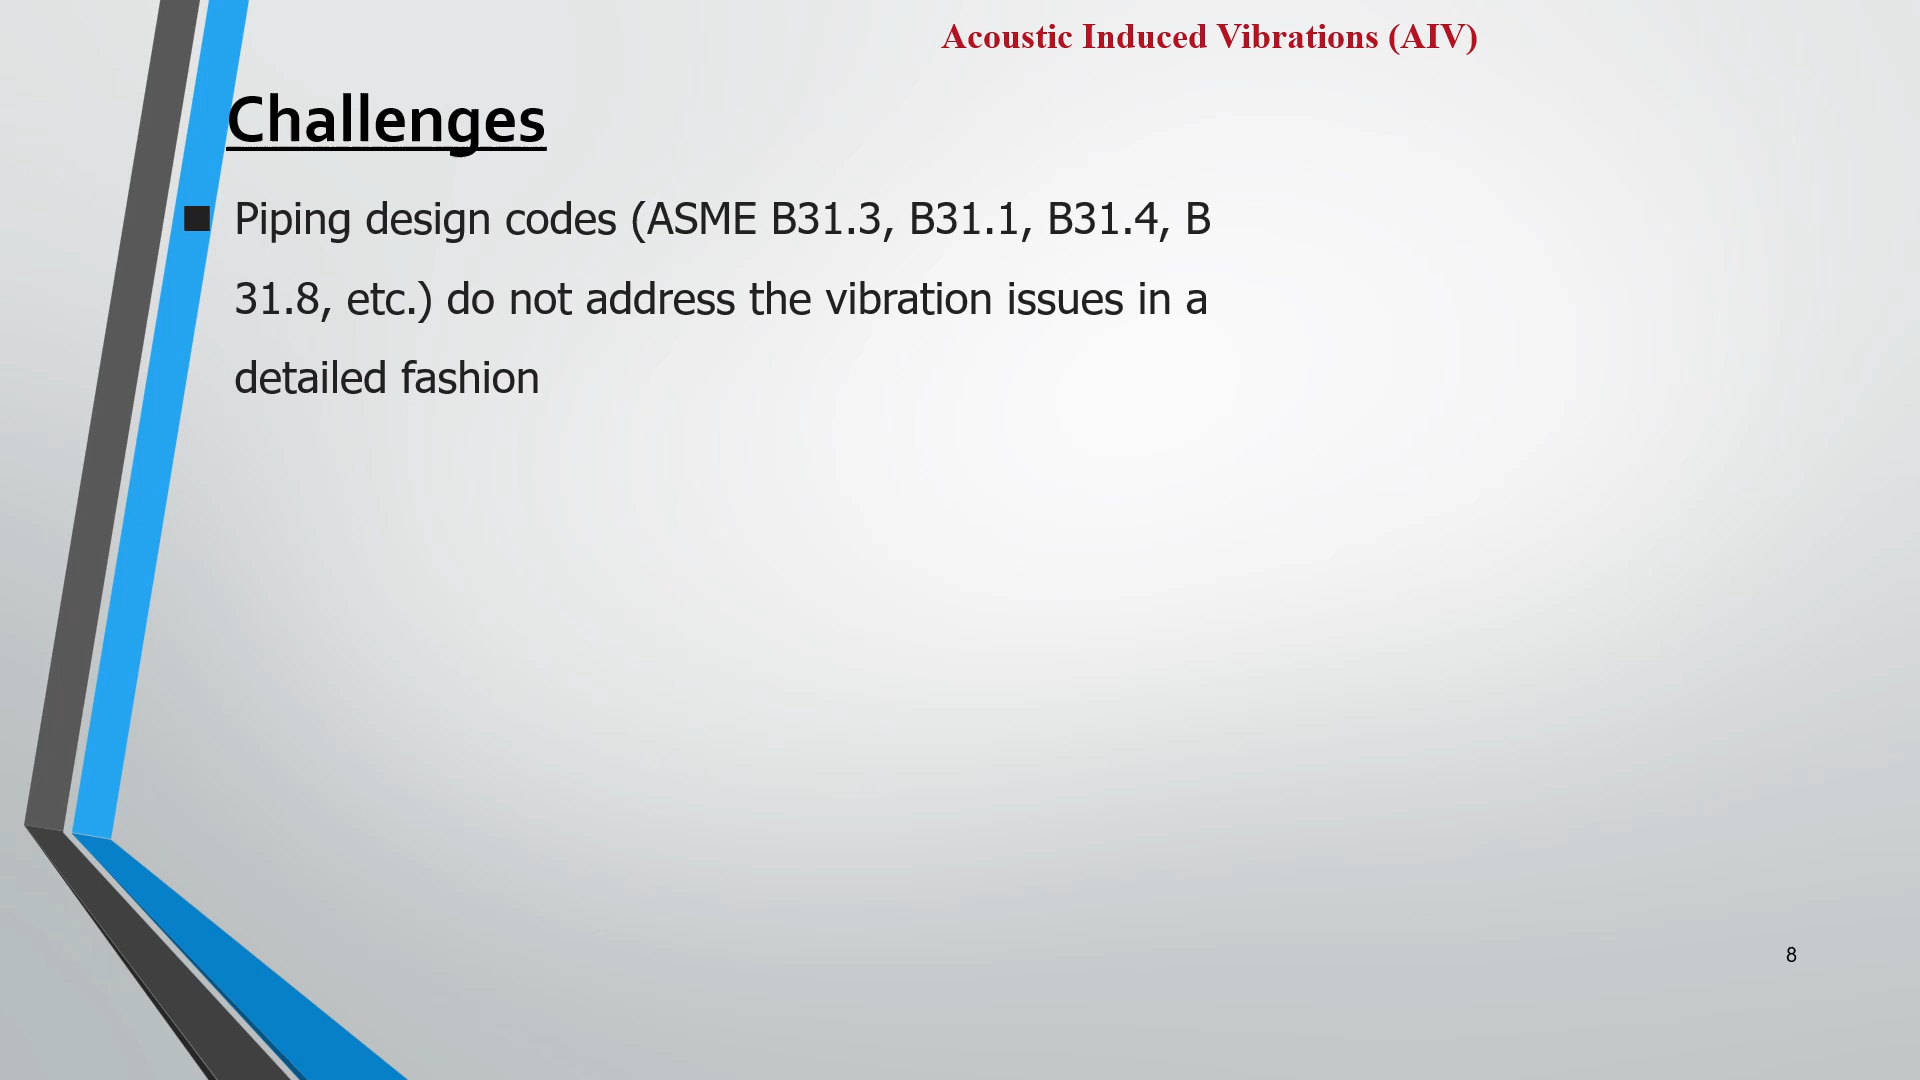 Acoustic Induced Vibrations (AIV)
Challenges
■ Piping design codes (ASME B31.3, B31.1, B31.4, B
31.8, etc.) do not address the vibration issues in a
detailed fashion
8